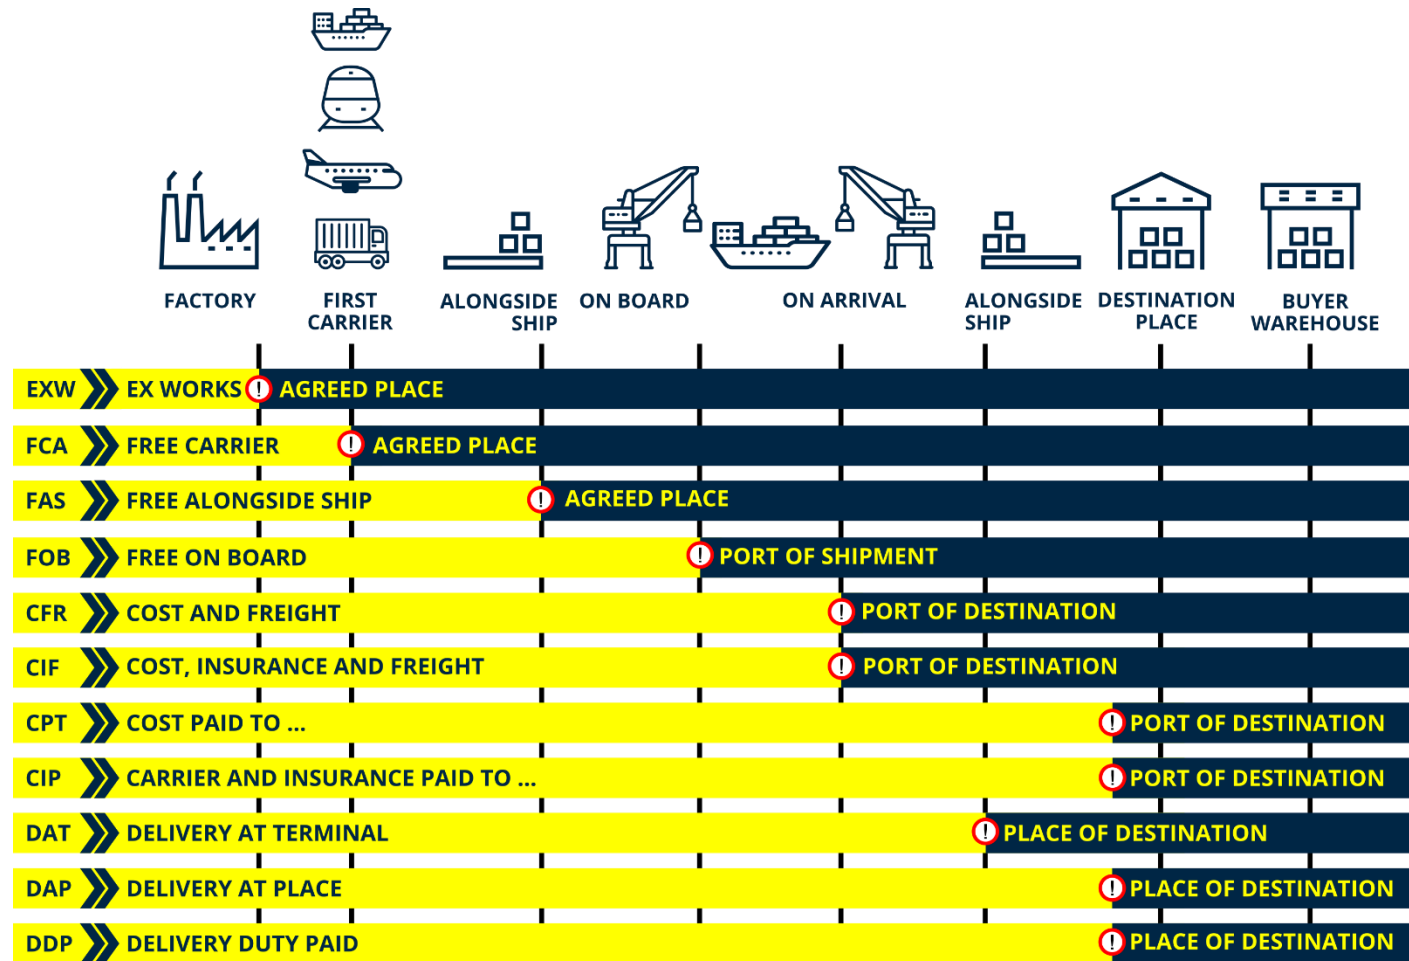 FACTORY
FIRST
CARRIER
ALONGSIDE
SHIP
ON BOARD
ON ARRIVAL
ALONGSIDE
SHIP
DESTINATION
PLACE
BUYER
WAREHOUSE
EXW EX WORKS ! AGREED PLACE
FCA FREE CARRIER ! AGREED PLACE
FAS FREE ALONGSIDE SHIP ! AGREED PLACE
FOB FREE ON BOARD ! PORT OF SHIPMENT
CFR COST AND FREIGHT ! PORT OF DESTINATION
CIF COST, INSURANCE AND FREIGHT ! PORT OF DESTINATION
CPT COST PAID TO ... ! PORT OF DESTINATION
CIP CARRIER AND INSURANCE PAID TO ... ! PORT OF DESTINATION
DAT DELIVERY AT TERMINAL ! PLACE OF DESTINATION
DAP DELIVERY AT PLACE ! PLACE OF DESTINATION
DDP DELIVERY DUTY PAID ! PLACE OF DESTINATION